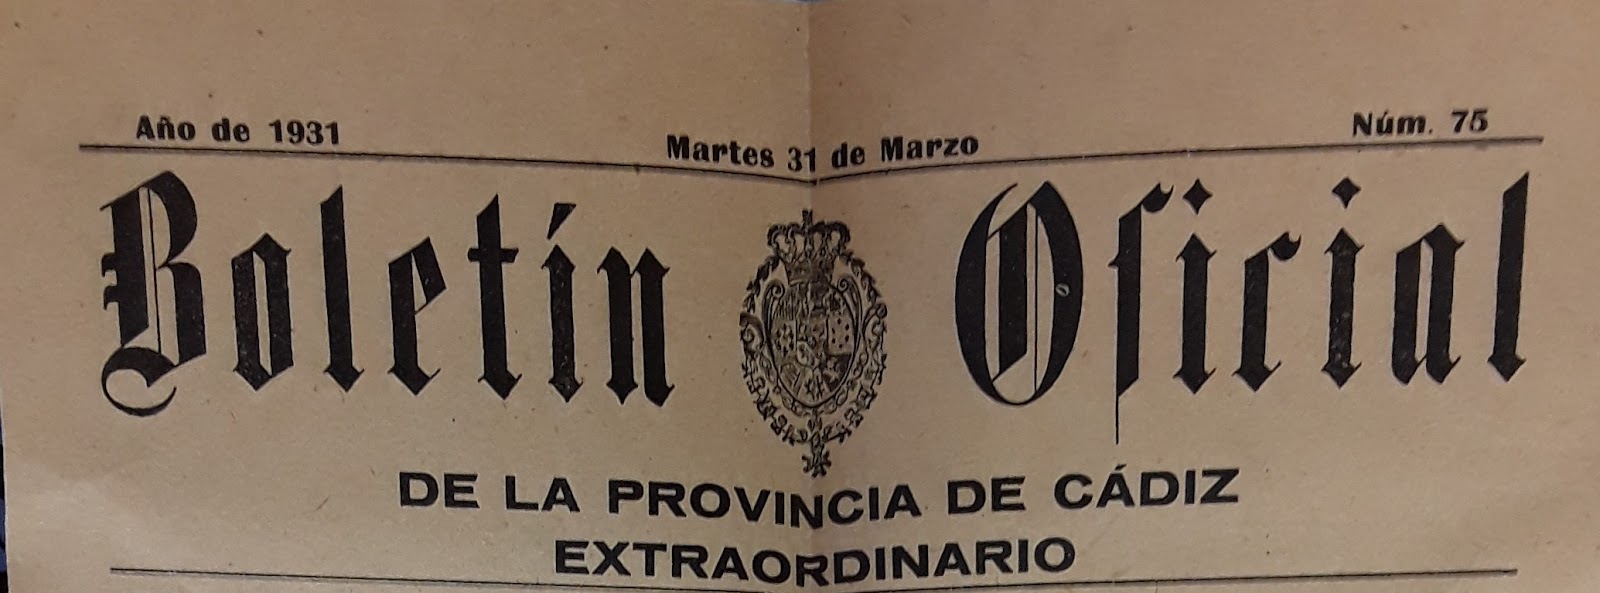 Año de 1931 Martes 31 de Marzo Núm. 75
Boletín Oficial
DE LA PROVINCIA DE CÁDIZ
EXTRAORDINARIO